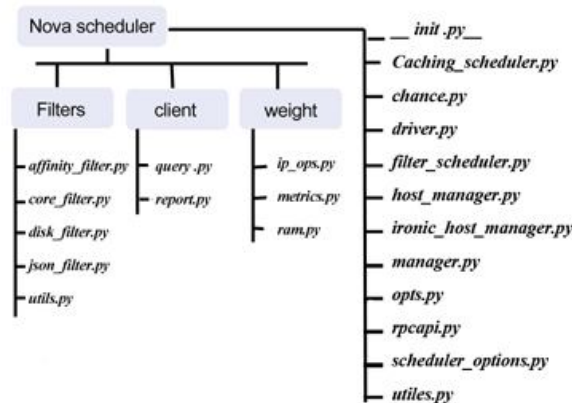 Nova scheduler
Filters
affinity_filter.py
core_filter.py
disk_filter.py
json_filter.py
utils.py
client
query .py
report.py
weight
ip_ops.py
metrics.py
ram.py
__ init .py__
Caching_scheduler.py
chance.py
driver.py
filter_scheduler.py
host_manager.py
ironic_host_manager.py
manager.py
opts.py
rpcapi.py
scheduler_options.py
utiles.py